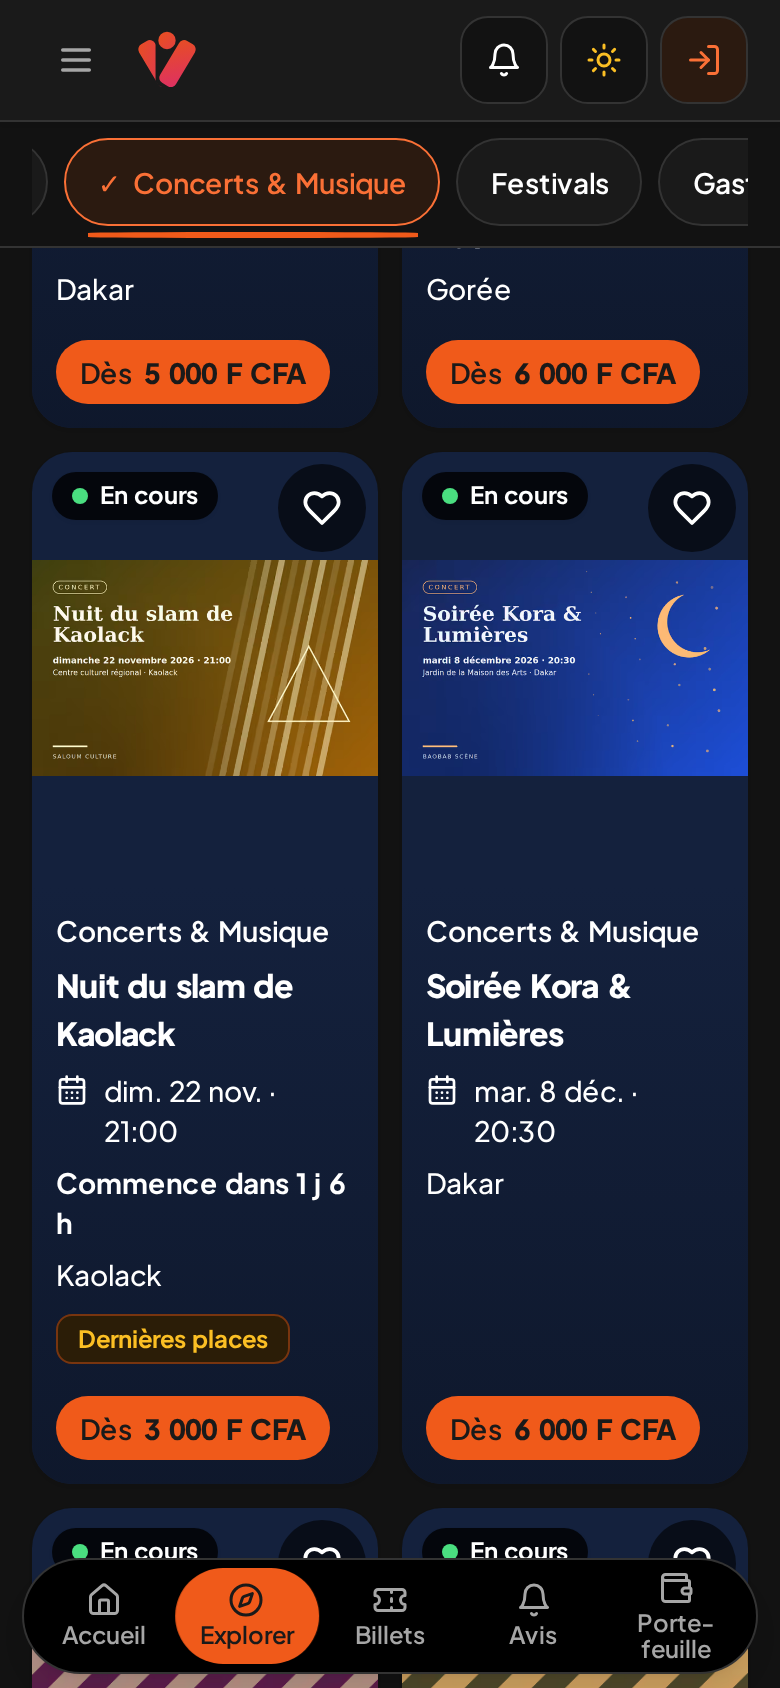 ✓ Concerts & Musique
Festivals
Gast
Dakar
Gorée
Dès 5 000 F CFA
Dès 6 000 F CFA
En cours
En cours
CONCERT
Nuit du slam de
Kaolack
dimanche 22 novembre 2026 · 21:00
Centre culturel régional · Kaolack
SALOUM CULTURE
CONCERT
Soirée Kora &
Lumières
mardi 8 décembre 2026 · 20:30
Jardin de la Maison des Arts · Dakar
BAOBAB SCÈNE
Concerts & Musique
Nuit du slam de
Kaolack
dim. 22 nov. ·
21:00
Commence dans 1 j 6
h
Kaolack
Dernières places
Dès 3 000 F CFA
Concerts & Musique
Soirée Kora &
Lumières
mar. 8 déc. ·
20:30
Dakar
Dès 6 000 F CFA
En cours
En cours
Accueil
Explorer
Billets
Avis
Porte-
feuille